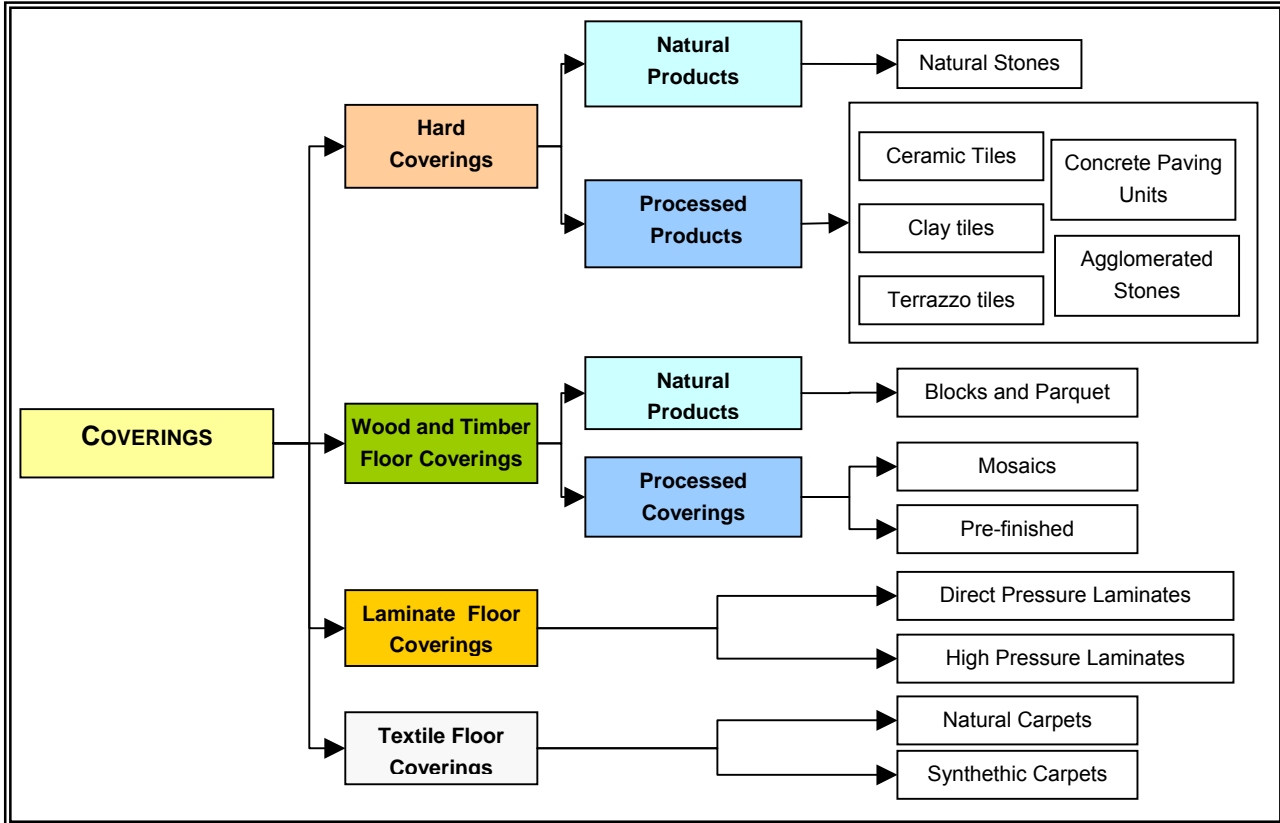 COVERINGS
Hard
Coverings
Natural
Products
Natural Stones
Processed
Products
Ceramic Tiles
Clay tiles
Terrazzo tiles
Concrete Paving
Units
Agglomerated
Stones
Wood and Timber
Floor Coverings
Natural
Products
Blocks and Parquet
Processed
Coverings
Mosaics
Pre-finished
Laminate Floor
Coverings
Direct Pressure Laminates
High Pressure Laminates
Textile Floor
Coverings
Natural Carpets
Synthethic Carpets